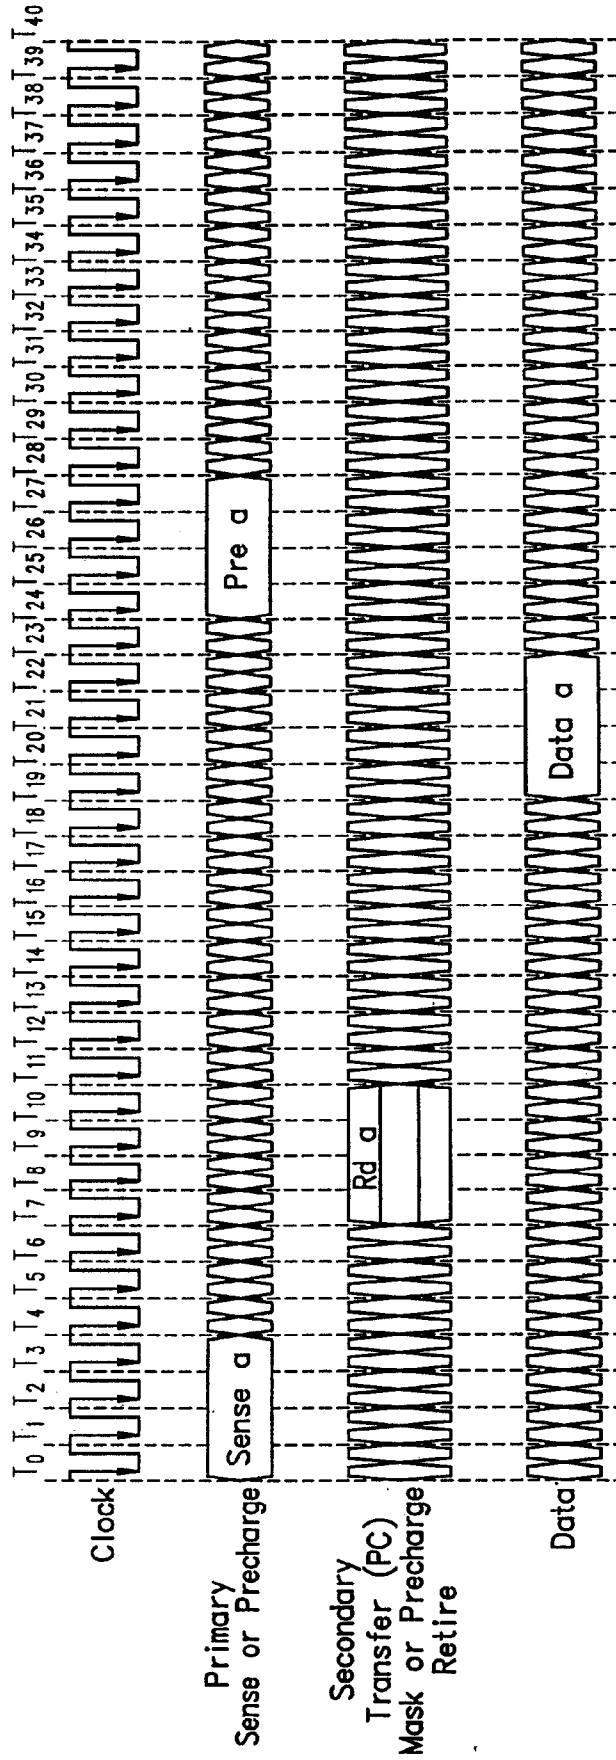 T0 T1 T2 T3 T4 T5 T6 T7 T8 T9 T10 T11 T12 T13 T14 T15 T16 T17 T18 T19 T20 T21 T22 T23 T24 T25 T26 T27 T28 T29 T30 T31 T32 T33 T34 T35 T36 T37 T38 T39 T40
Clock
Primary
Sense or Precharge
Sense a
Pre a
Secondary
Transfer (PC)
Mask or Precharge
Retire
Rd a
Data
Data a